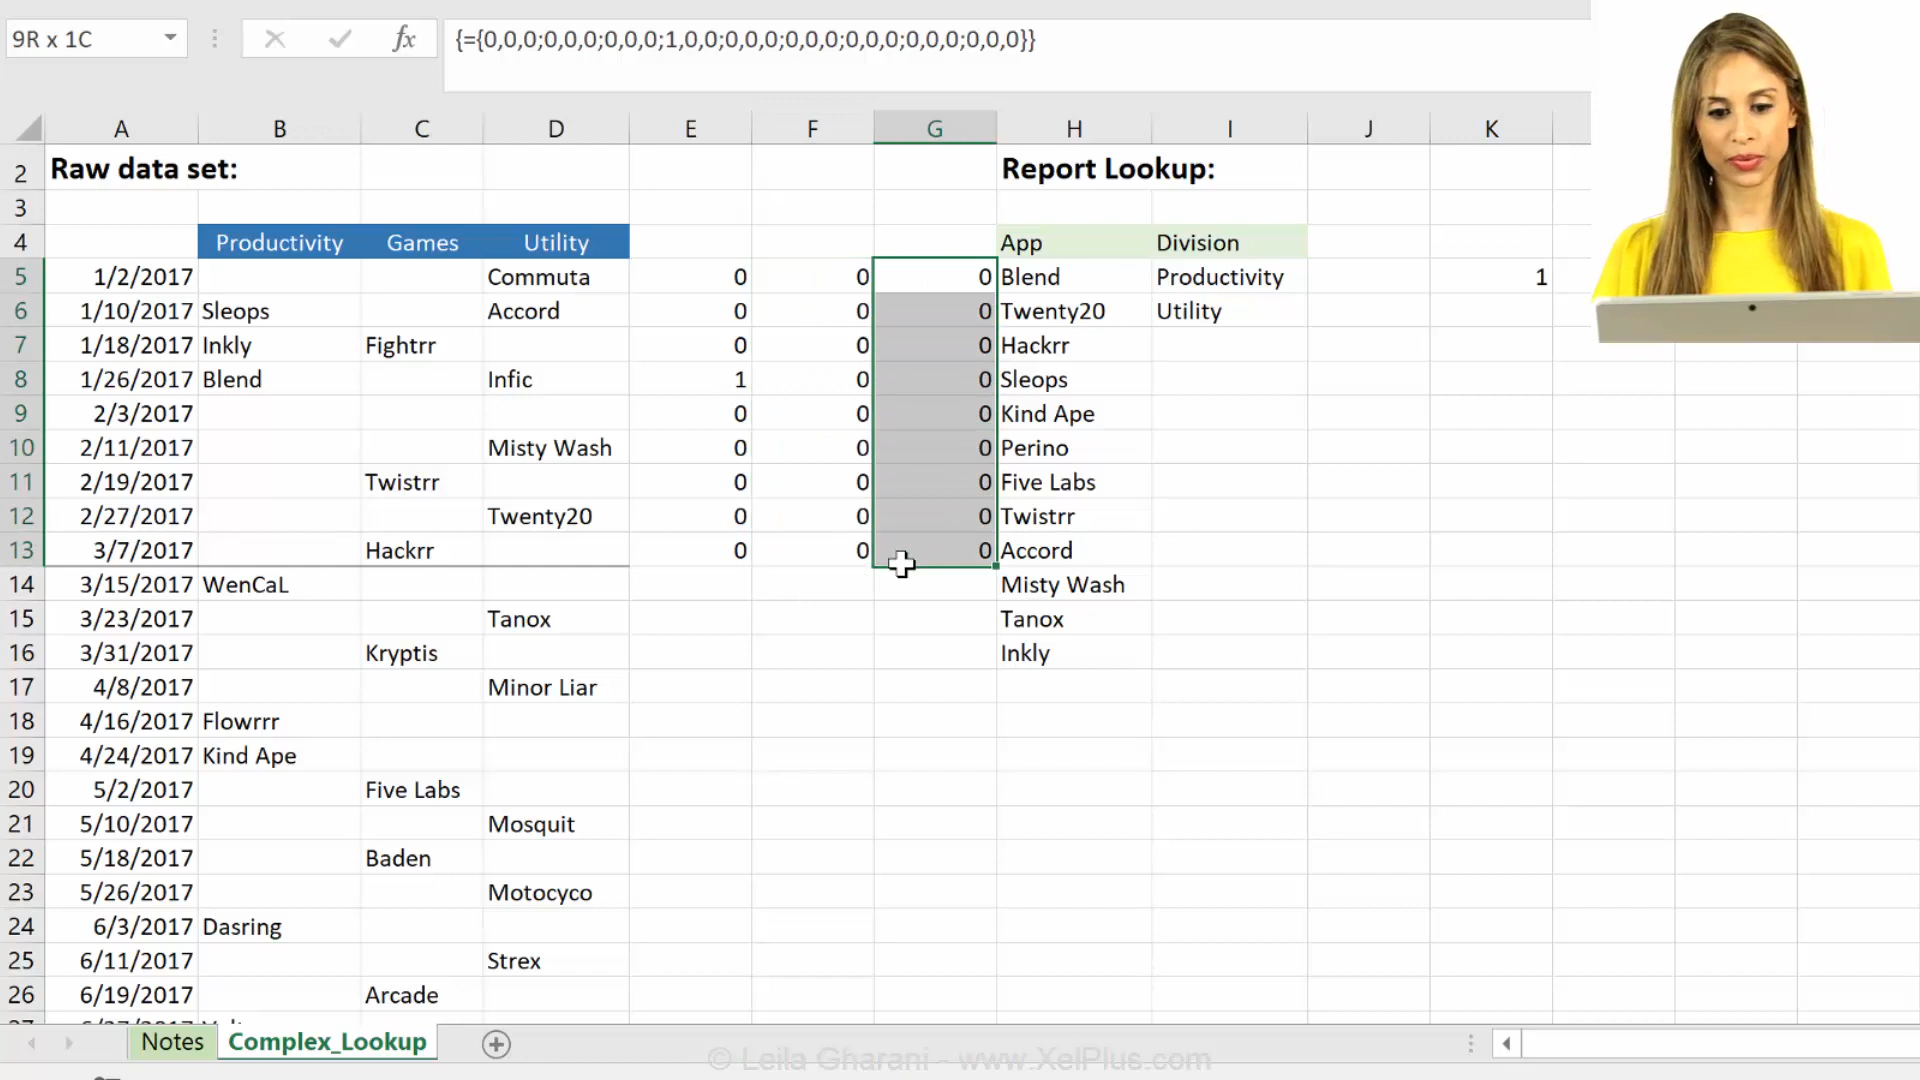 9R x 1C fx {={0,0,0;0,0,0;0,0,0;1,0,0;0,0,0;0,0,0;0,0,0;0,0,0;0,0,0}}
A B C D E F G H I J K
2 Raw data set: Report Lookup:
3
4 Productivity Games Utility App Division
5 1/2/2017 Commuta 0 0 0 Blend Productivity 1
6 1/10/2017 Sleops Accord 0 0 0 Twenty20 Utility
7 1/18/2017 Inkly Fightrr 0 0 0 Hackrr
8 1/26/2017 Blend Infic 1 0 0 Sleops
9 2/3/2017 0 0 0 Kind Ape
10 2/11/2017 Misty Wash 0 0 0 Perino
11 2/19/2017 Twistrr 0 0 0 Five Labs
12 2/27/2017 Twenty20 0 0 0 Twistrr
13 3/7/2017 Hackrr 0 0 0 Accord
14 3/15/2017 WenCaL Misty Wash
15 3/23/2017 Tanox Tanox
16 3/31/2017 Kryptis Inkly
17 4/8/2017 Minor Liar
18 4/16/2017 Flowrrr
19 4/24/2017 Kind Ape
20 5/2/2017 Five Labs
21 5/10/2017 Mosquit
22 5/18/2017 Baden
23 5/26/2017 Motocyco
24 6/3/2017 Dasring
25 6/11/2017 Strex
26 6/19/2017 Arcade
Notes Complex_Lookup
© Leila Gharani - www.XelPlus.com